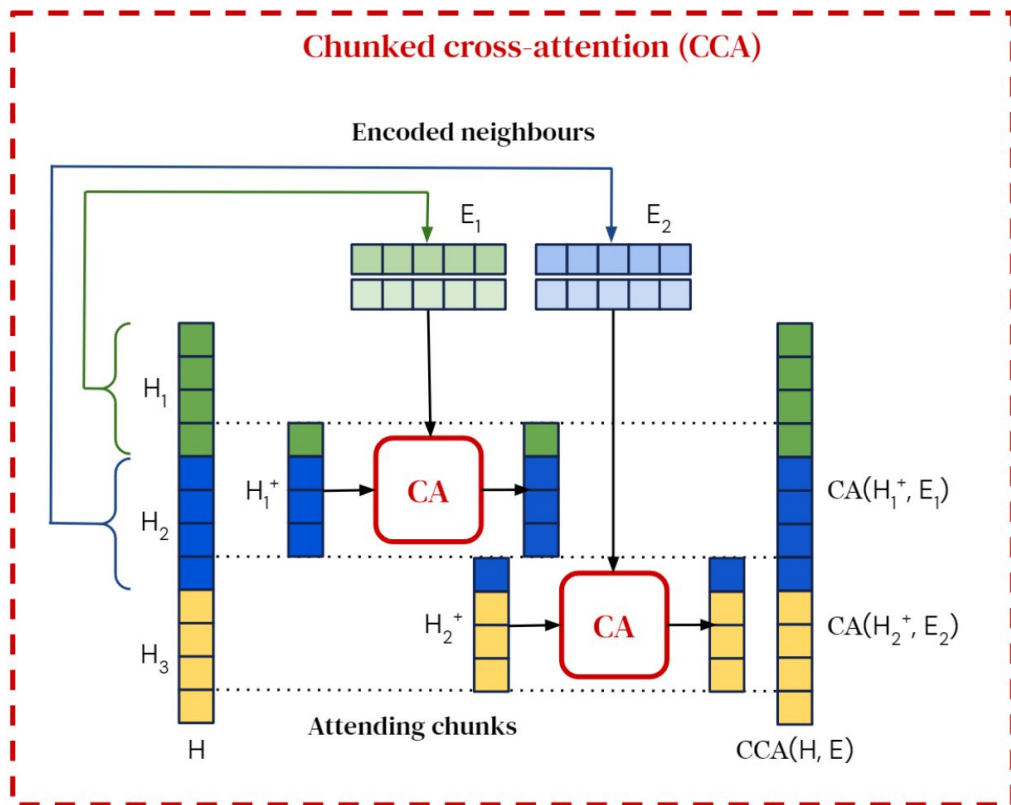 Chunked cross-attention (CCA)
Encoded neighbours
E₁
E₂
H₁
H₁⁺
CA
CA(H₁⁺, E₁)
H₂
H₂⁺
CA
CA(H₂⁺, E₂)
H₃
Attending chunks
H
CCA(H, E)